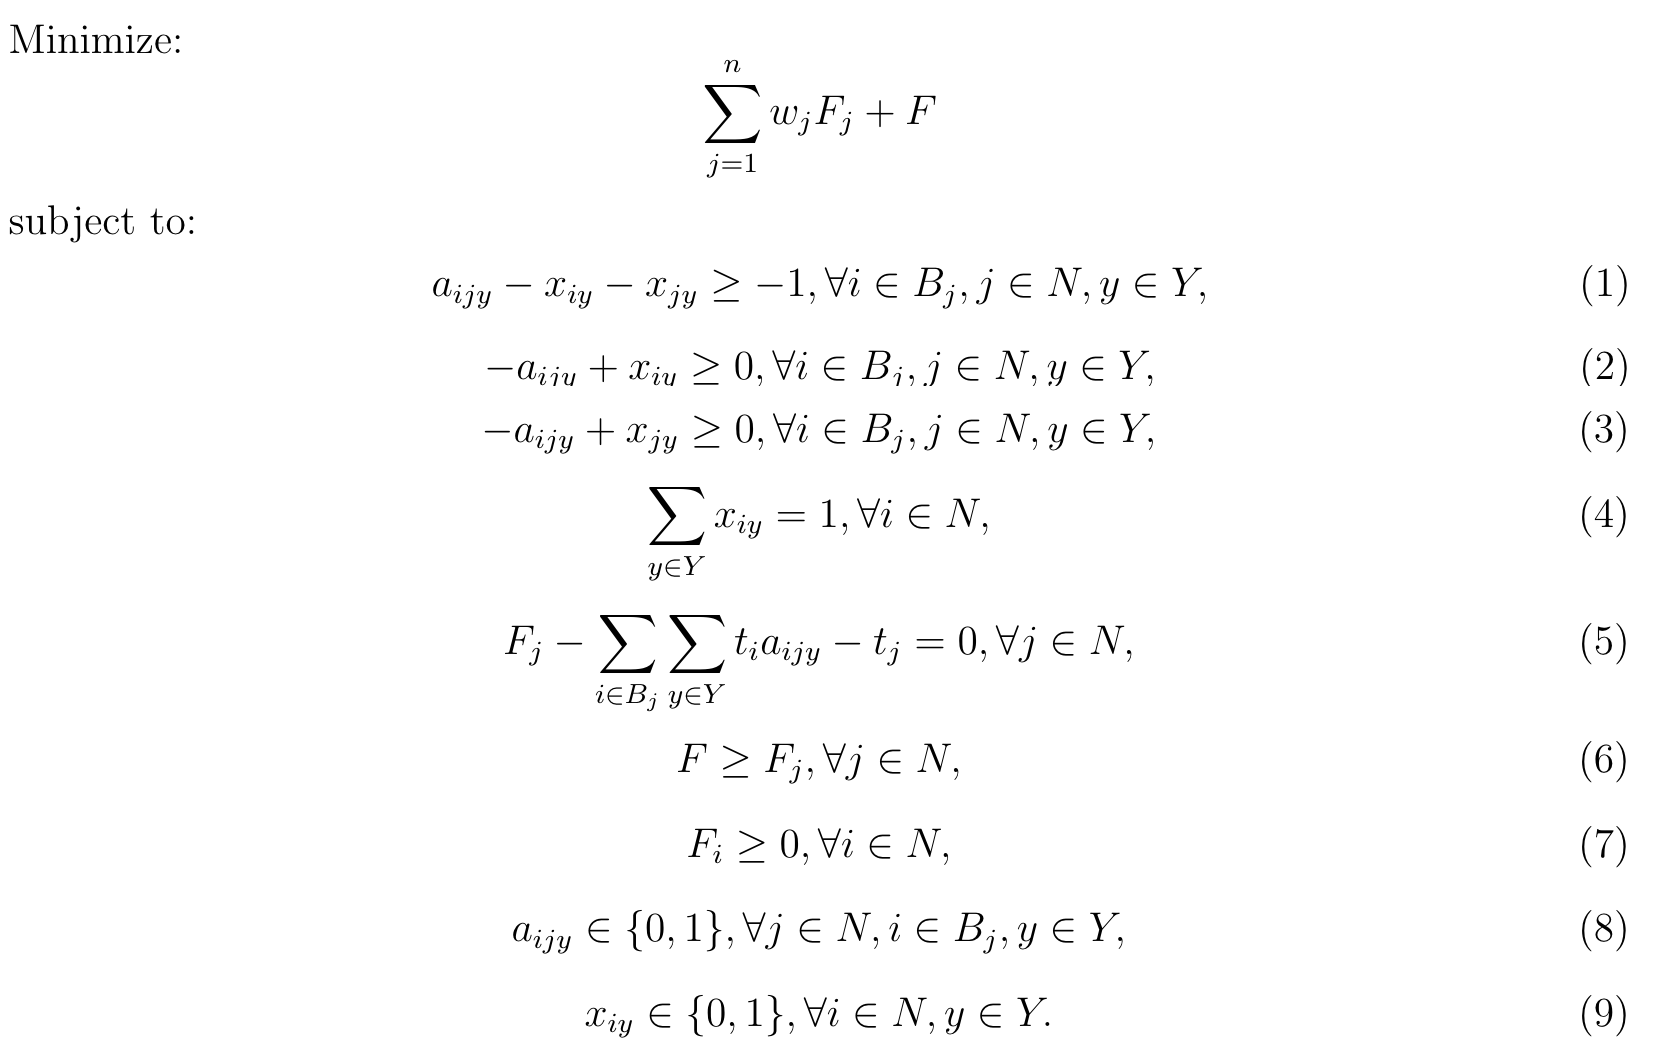 Minimize:
$$\sum_{j=1}^{n} w_j F_j + F$$
subject to:
$$a_{ijy} - x_{iy} - x_{jy} \geq -1, \forall i \in B_j, j \in N, y \in Y, \quad (1)$$
$$-a_{ijy} + x_{iy} \geq 0, \forall i \in B_j, j \in N, y \in Y, \quad (2)$$
$$-a_{ijy} + x_{jy} \geq 0, \forall i \in B_j, j \in N, y \in Y, \quad (3)$$
$$\sum_{y \in Y} x_{iy} = 1, \forall i \in N, \quad (4)$$
$$F_j - \sum_{i \in B_j} \sum_{y \in Y} t_i a_{ijy} - t_j = 0, \forall j \in N, \quad (5)$$
$$F \geq F_j, \forall j \in N, \quad (6)$$
$$F_i \geq 0, \forall i \in N, \quad (7)$$
$$a_{ijy} \in \{0, 1\}, \forall j \in N, i \in B_j, y \in Y, \quad (8)$$
$$x_{iy} \in \{0, 1\}, \forall i \in N, y \in Y. \quad (9)$$